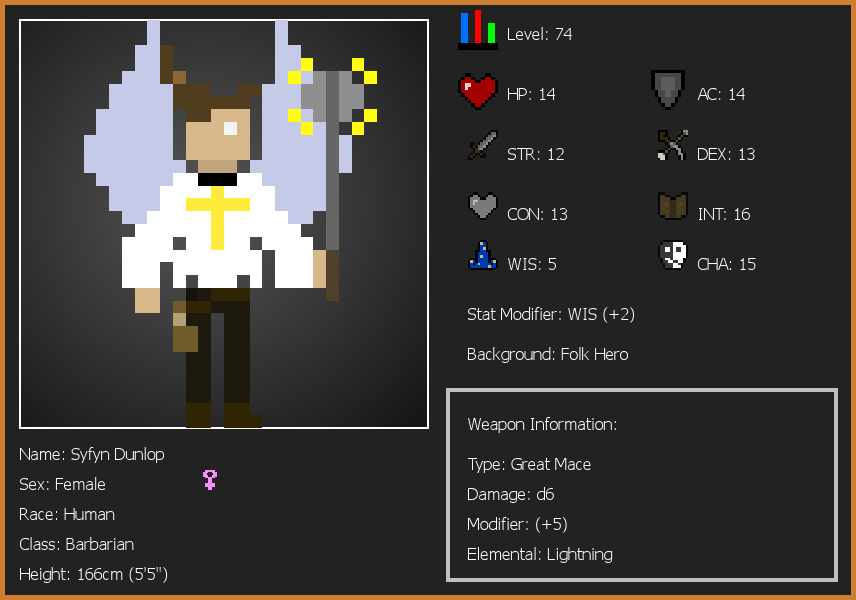 Level: 74
HP: 14
AC: 14
STR: 12
DEX: 13
CON: 13
INT: 16
WIS: 5
CHA: 15
Stat Modifier: WIS (+2)
Background: Folk Hero
Weapon Information:
Type: Great Mace
Damage: d6
Modifier: (+5)
Elemental: Lightning
Name: Syfyn Dunlop
Sex: Female
Race: Human
Class: Barbarian
Height: 166cm (5'5")